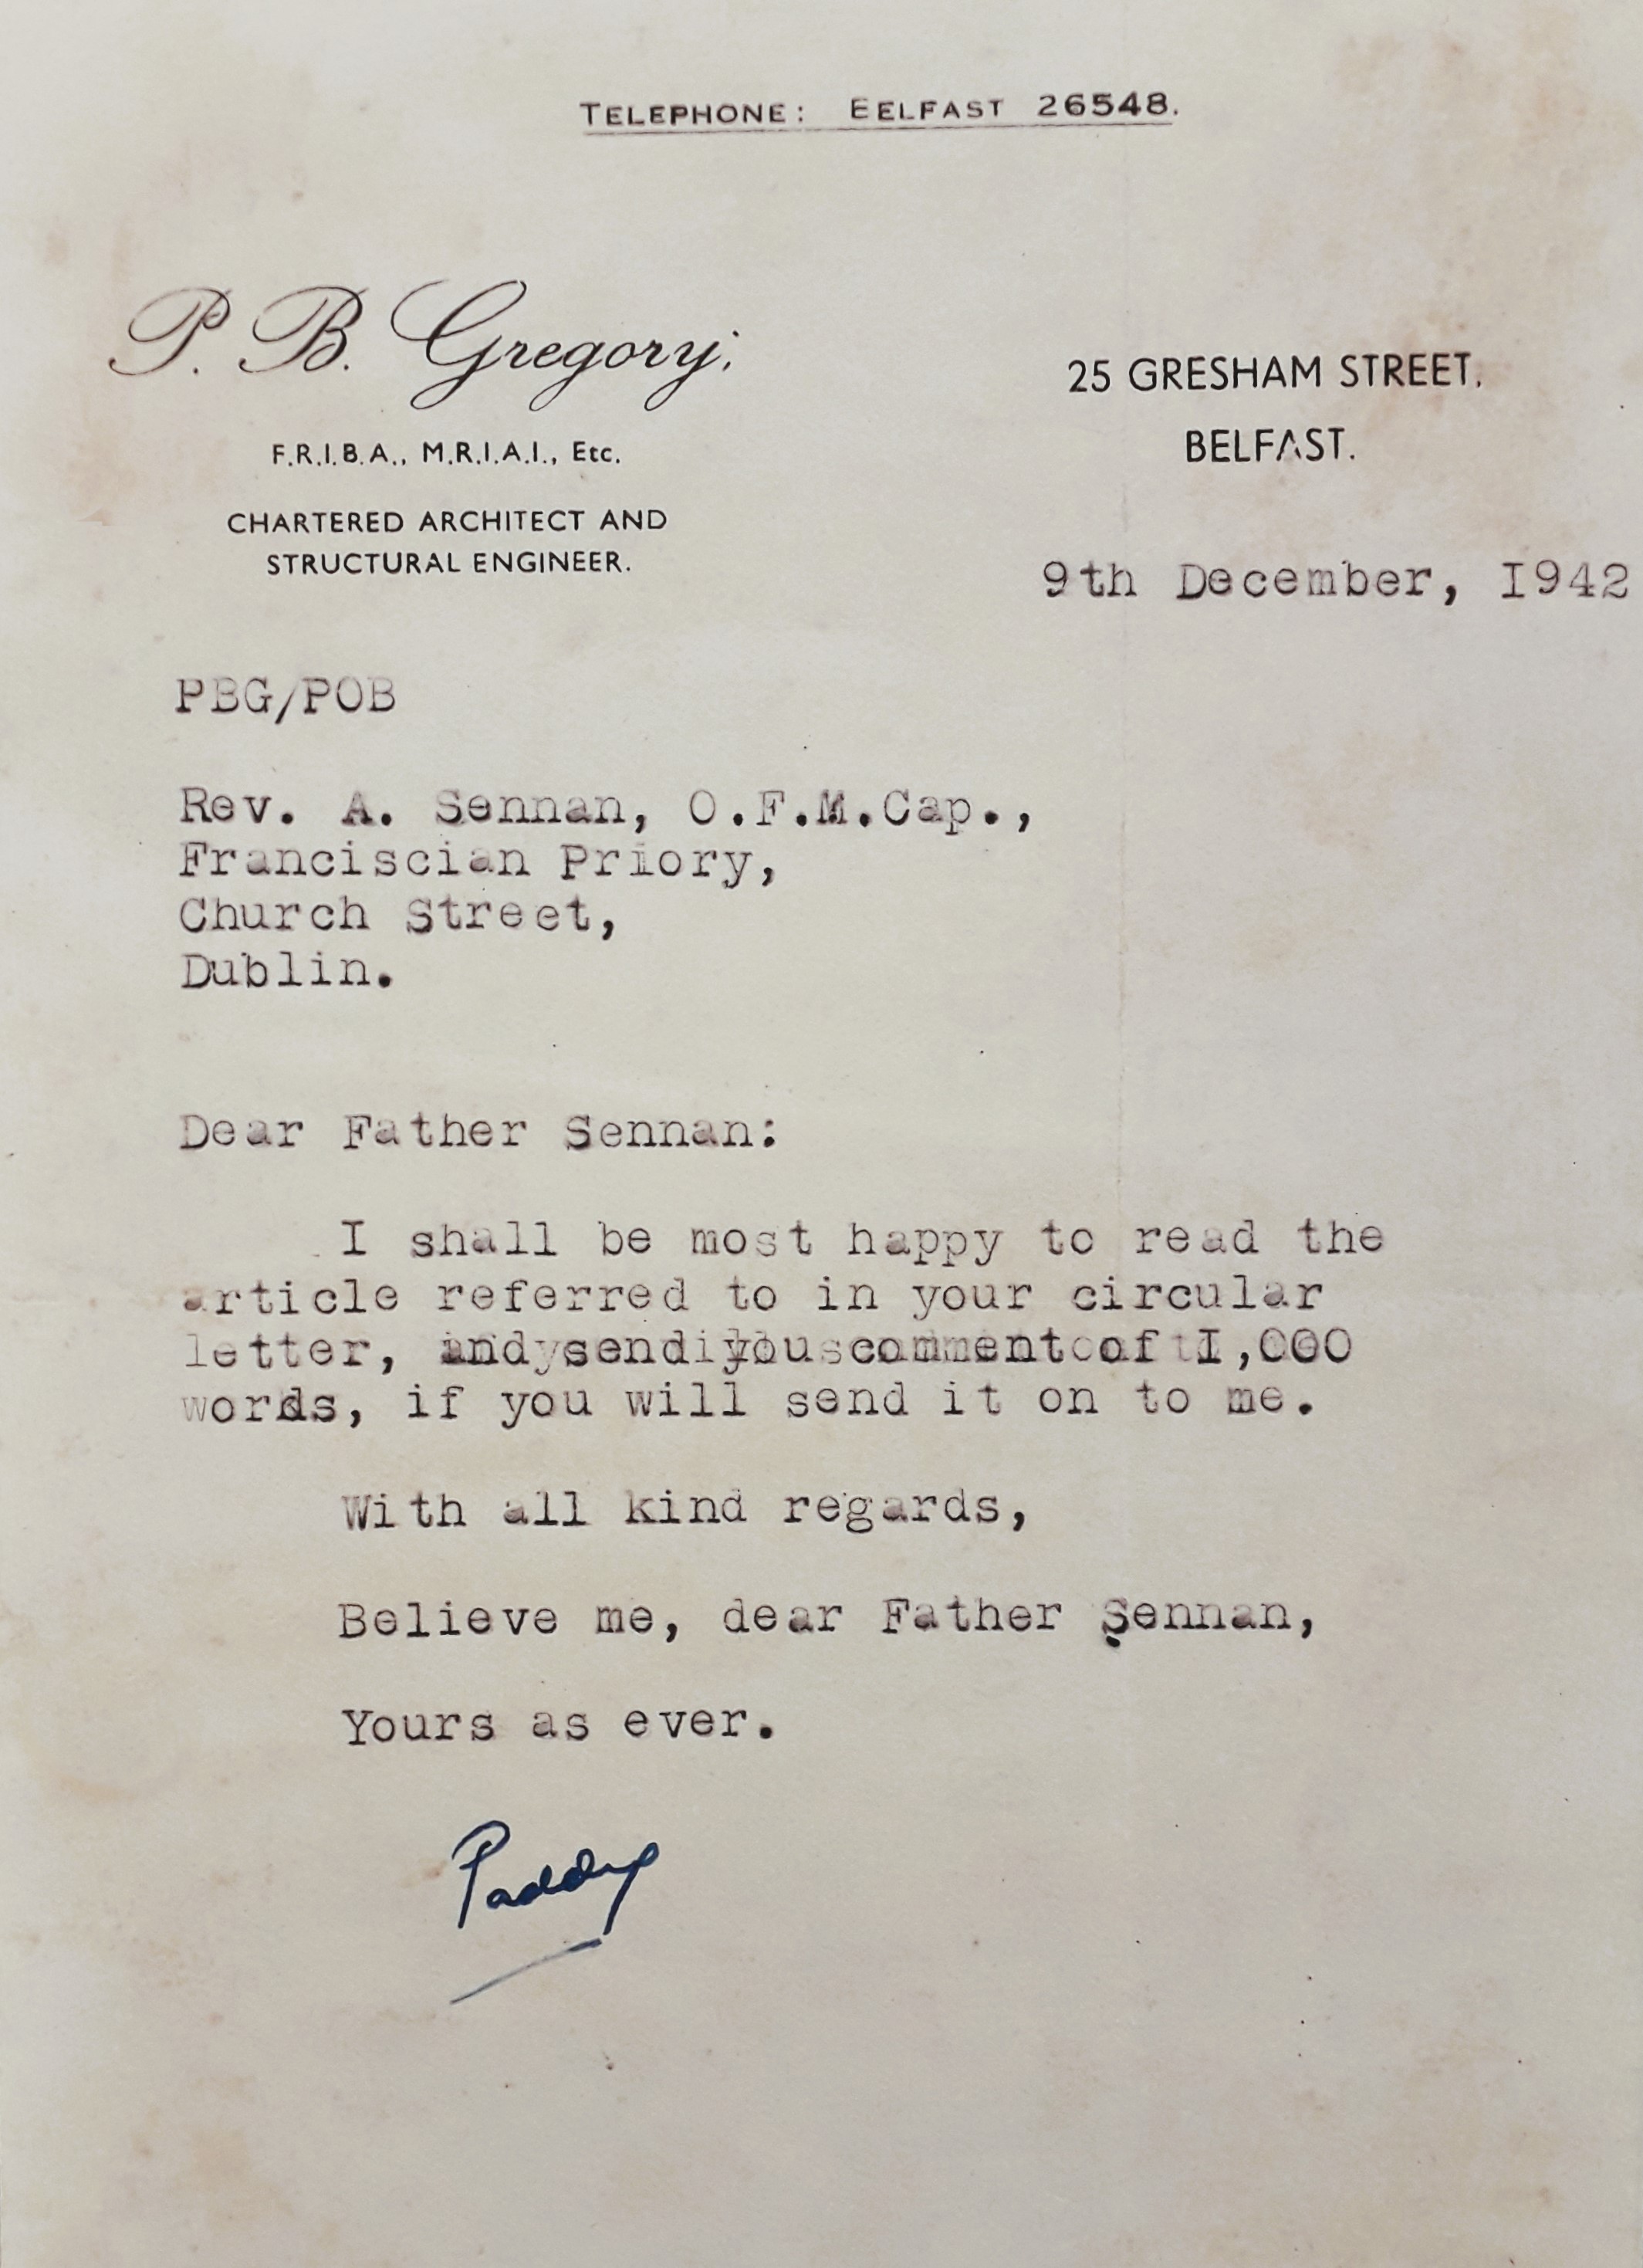 TELEPHONE: BELFAST 26548.
P. B. Gregory,
F.R.I.B.A., M.R.I.A.I., Etc.
CHARTERED ARCHITECT AND
STRUCTURAL ENGINEER.
25 GRESHAM STREET,
BELFAST.
9th December, 1942
PBG/POB
Rev. A. Sennan, O.F.M.Cap.,
Franciscian Priory,
Church Street,
Dublin.
Dear Father Sennan:
I shall be most happy to read the
article referred to in your circular
letter, and send you comment of 1,000
words, if you will send it on to me.
With all kind regards,
Believe me, dear Father Sennan,
Yours as ever.
Paddy